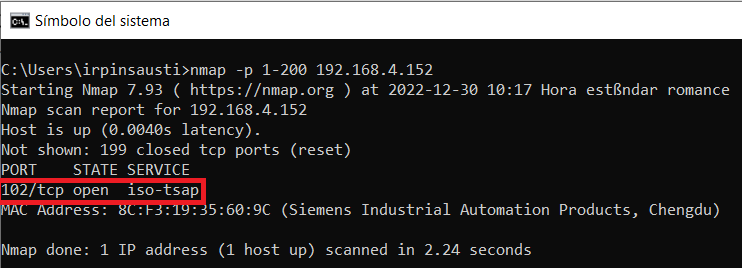 Símbolo del sistema
C:\Users\irpinsausti>nmap -p 1-200 192.168.4.152
Starting Nmap 7.93 ( https://nmap.org ) at 2022-12-30 10:17 Hora estßndar romance
Nmap scan report for 192.168.4.152
Host is up (0.0040s latency).
Not shown: 199 closed tcp ports (reset)
PORT    STATE SERVICE
102/tcp open  iso-tsap
MAC Address: 8C:F3:19:35:60:9C (Siemens Industrial Automation Products, Chengdu)
Nmap done: 1 IP address (1 host up) scanned in 2.24 seconds